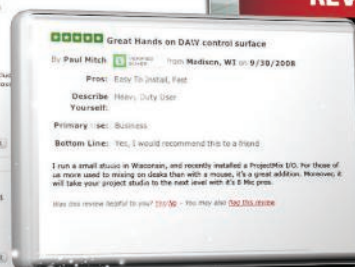 REV
Great Hands on DAW control surface
By Paul Mitch VERIFIED BUYER from Madison, WI on 9/30/2008
Pros: Easy To Install, Fast
Describe Yourself: Heavy Duty User
Primary Use: Business
Bottom Line: Yes, I would recommend this to a friend
I run a small studio in Wisconsin, and recently installed a ProjectMix I/O. For those of
us more used to mixing on desks than with a mouse, it's a great addition. Moreover, it
will take your project studio to the next level with it's 8 Mic pres.
Was this review helpful to you? Yes/No - You may also flag this review